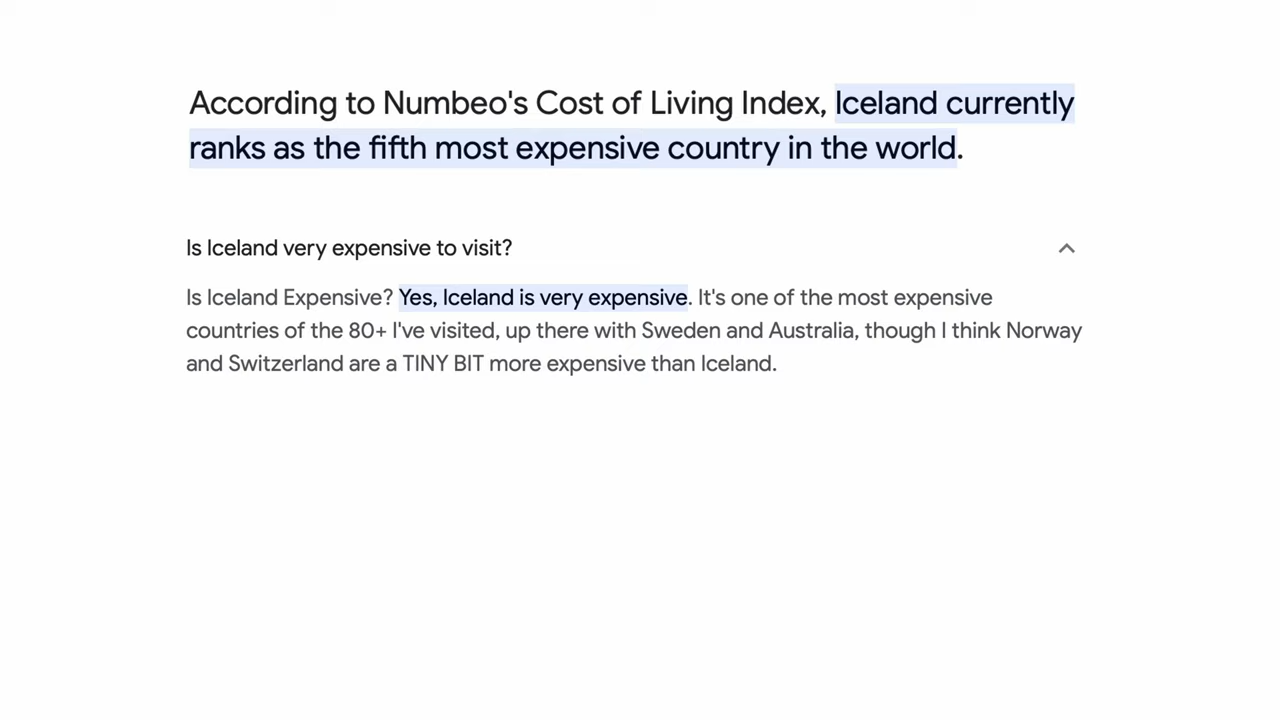 According to Numbeo's Cost of Living Index, Iceland currently
ranks as the fifth most expensive country in the world.
Is Iceland very expensive to visit?
Is Iceland Expensive? Yes, Iceland is very expensive. It's one of the most expensive
countries of the 80+ I've visited, up there with Sweden and Australia, though I think Norway
and Switzerland are a TINY BIT more expensive than Iceland.